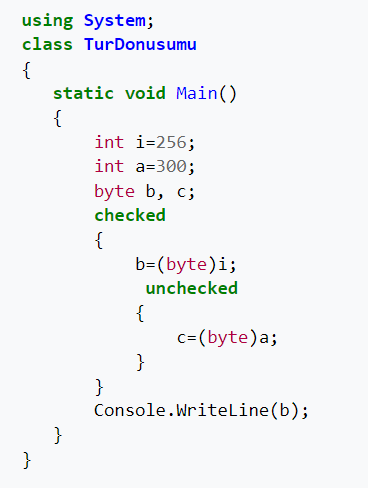 using System;
class TurDonusumu
{
   static void Main()
   {
       int i=256;
       int a=300;
       byte b, c;
       checked
       {
           b=(byte)i;
            unchecked
           {
               c=(byte)a;
           }
       }
       Console.WriteLine(b);
   }
}